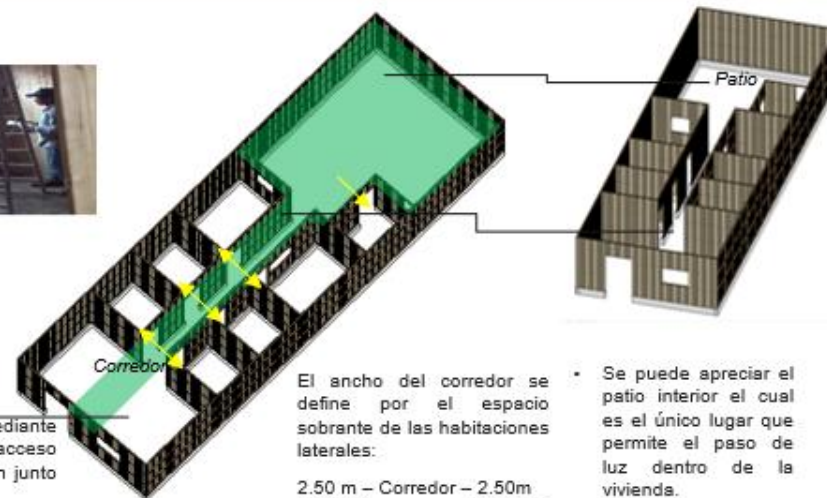 Patio
Corredor
ediante
acceso
n junto
El ancho del corredor se
define por el espacio
sobrante de las habitaciones
laterales:
2.50 m – Corredor – 2.50m
• Se puede apreciar el
patio interior el cual
es el único lugar que
permite el paso de
luz dentro de la
vivienda.